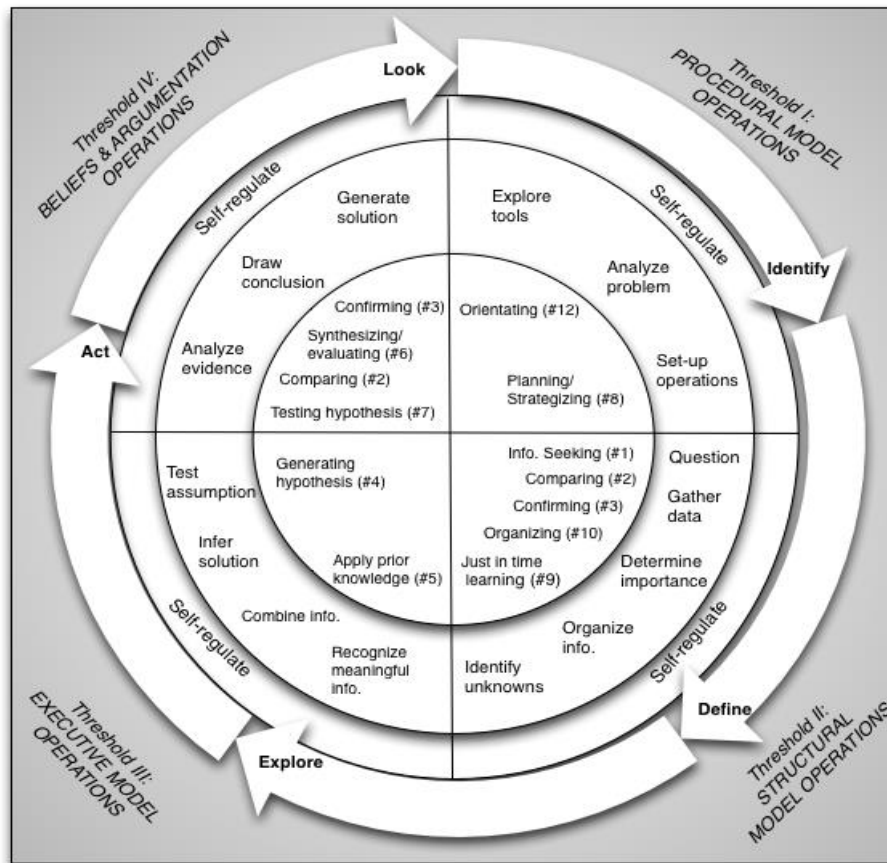 Threshold IV:
BELIEFS & ARGUMENTATION
OPERATIONS
Look
Threshold I:
PROCEDURAL MODEL
OPERATIONS
Self-regulate
Self-regulate
Generate
solution
Explore
tools
Identify
Draw
conclusion
Analyze
problem
Confirming (#3)
Orientating (#12)
Act
Analyze
evidence
Synthesizing/
evaluating (#6)
Comparing (#2)
Testing hypothesis (#7)
Planning/
Strategizing (#8)
Set-up
operations
Test
assumption
Generating
hypothesis (#4)
Info. Seeking (#1)
Comparing (#2)
Confirming (#3)
Organizing (#10)
Just in time
learning (#9)
Question
Gather
data
Infer
solution
Apply prior
knowledge (#5)
Determine
importance
Combine info.
Organize
info.
Self-regulate
Recognize
meaningful
info.
Identify
unknowns
Self-regulate
Define
Explore
Threshold III:
EXECUTIVE MODEL
OPERATIONS
Threshold II:
STRUCTURAL
MODEL OPERATIONS